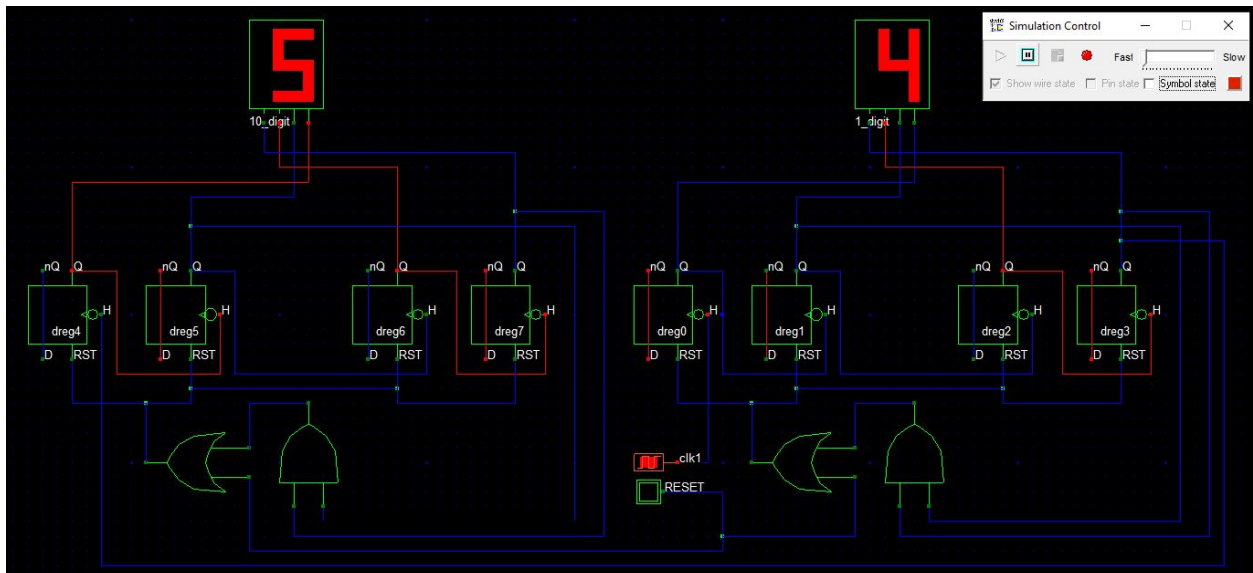 Simulation Control
Fast Slow
Show wire state Pin state Symbol state
5 4
10_digit 1_digit
nQ Q nQ Q nQ Q nQ Q nQ Q nQ Q nQ Q nQ Q
H H H H H H H H
dreg4 dreg5 dreg6 dreg7 dreg0 dreg1 dreg2 dreg3
D RST D RST D RST D RST D RST D RST D RST D RST
clk1
RESET